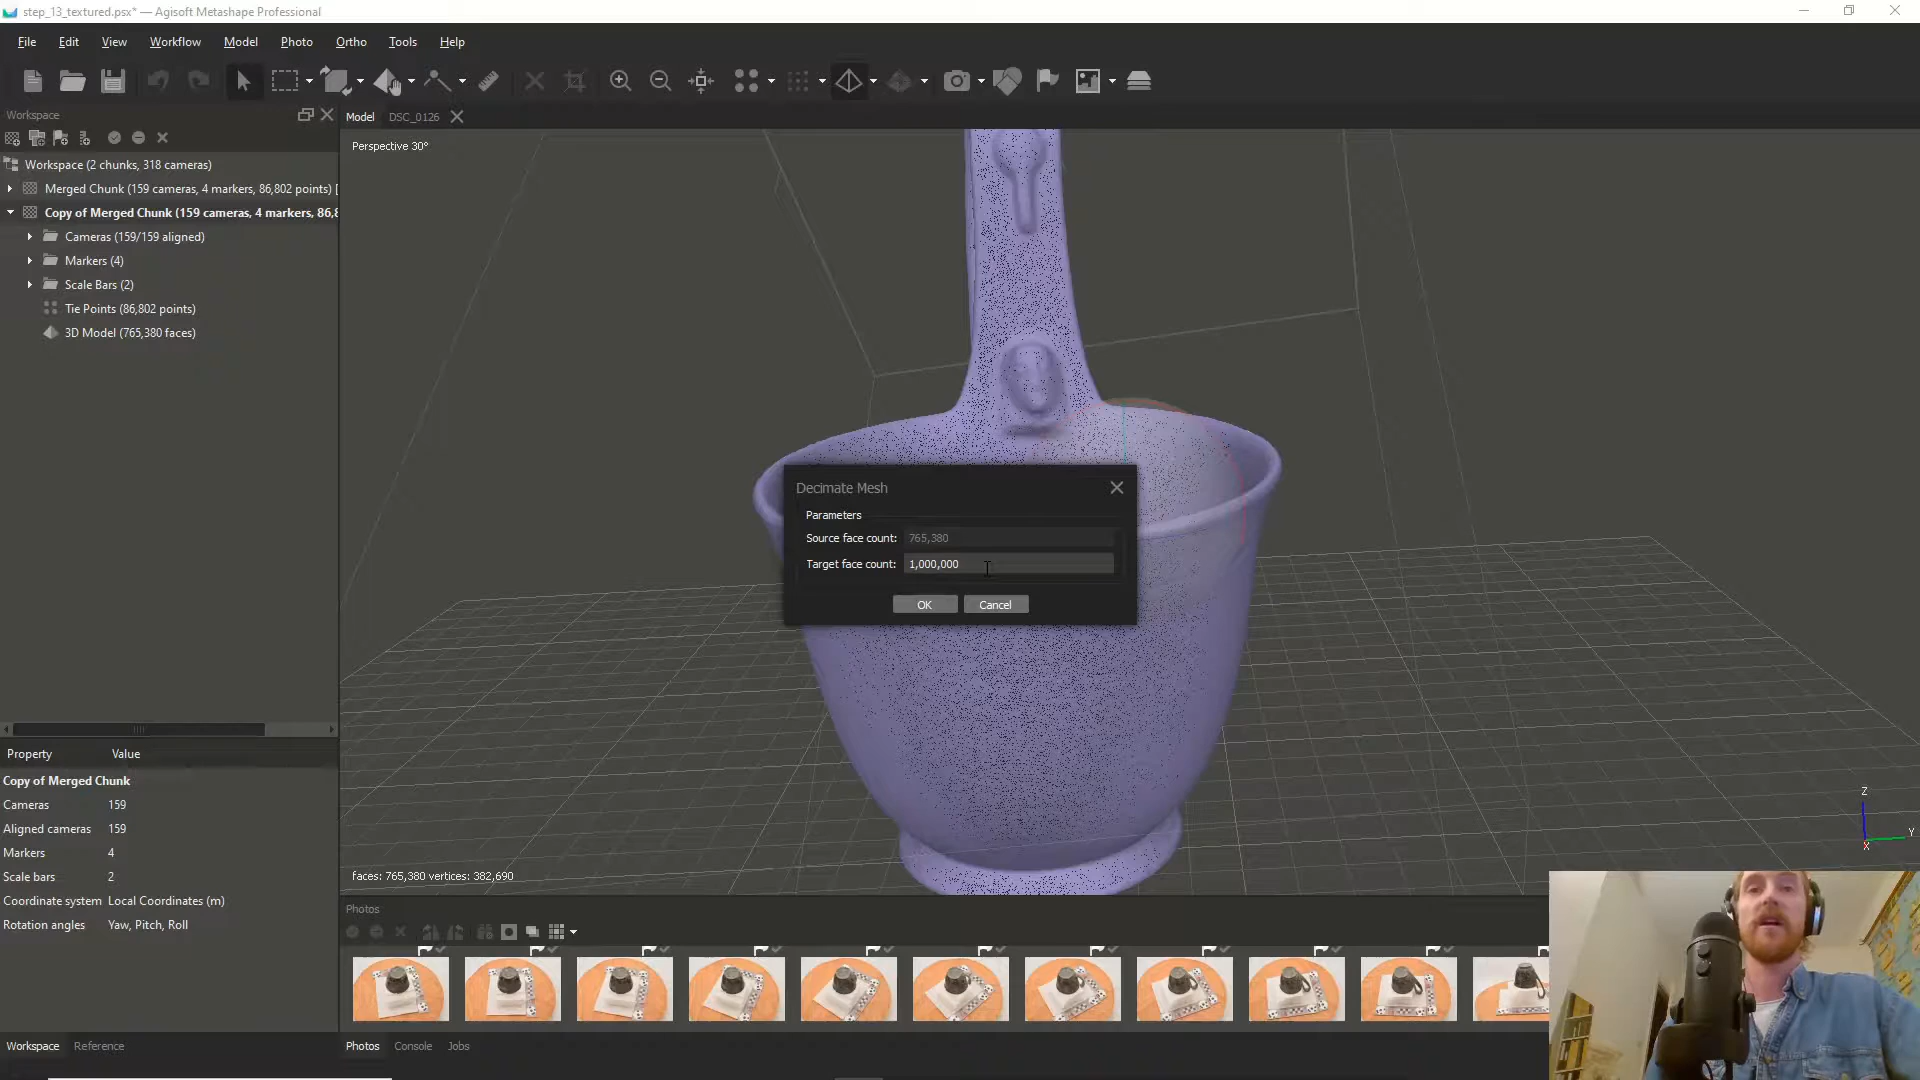 step_13_textured.psx* — Agisoft Metashape Professional
File Edit View Workflow Model Photo Ortho Tools Help
Workspace
Workspace (2 chunks, 318 cameras)
Merged Chunk (159 cameras, 4 markers, 86,802 points) [
Copy of Merged Chunk (159 cameras, 4 markers, 86,8
Cameras (159/159 aligned)
Markers (4)
Scale Bars (2)
Tie Points (86,802 points)
3D Model (765,380 faces)
Property Value
Copy of Merged Chunk
Cameras 159
Aligned cameras 159
Markers 4
Scale bars 2
Coordinate system Local Coordinates (m)
Rotation angles Yaw, Pitch, Roll
Workspace Reference
Model DSC_0126
Perspective 30°
Decimate Mesh
Parameters
Source face count: 765,380
Target face count: 1,000,000
OK Cancel
Z
Y
X
faces: 765,380 vertices: 382,690
Photos
Photos Console Jobs